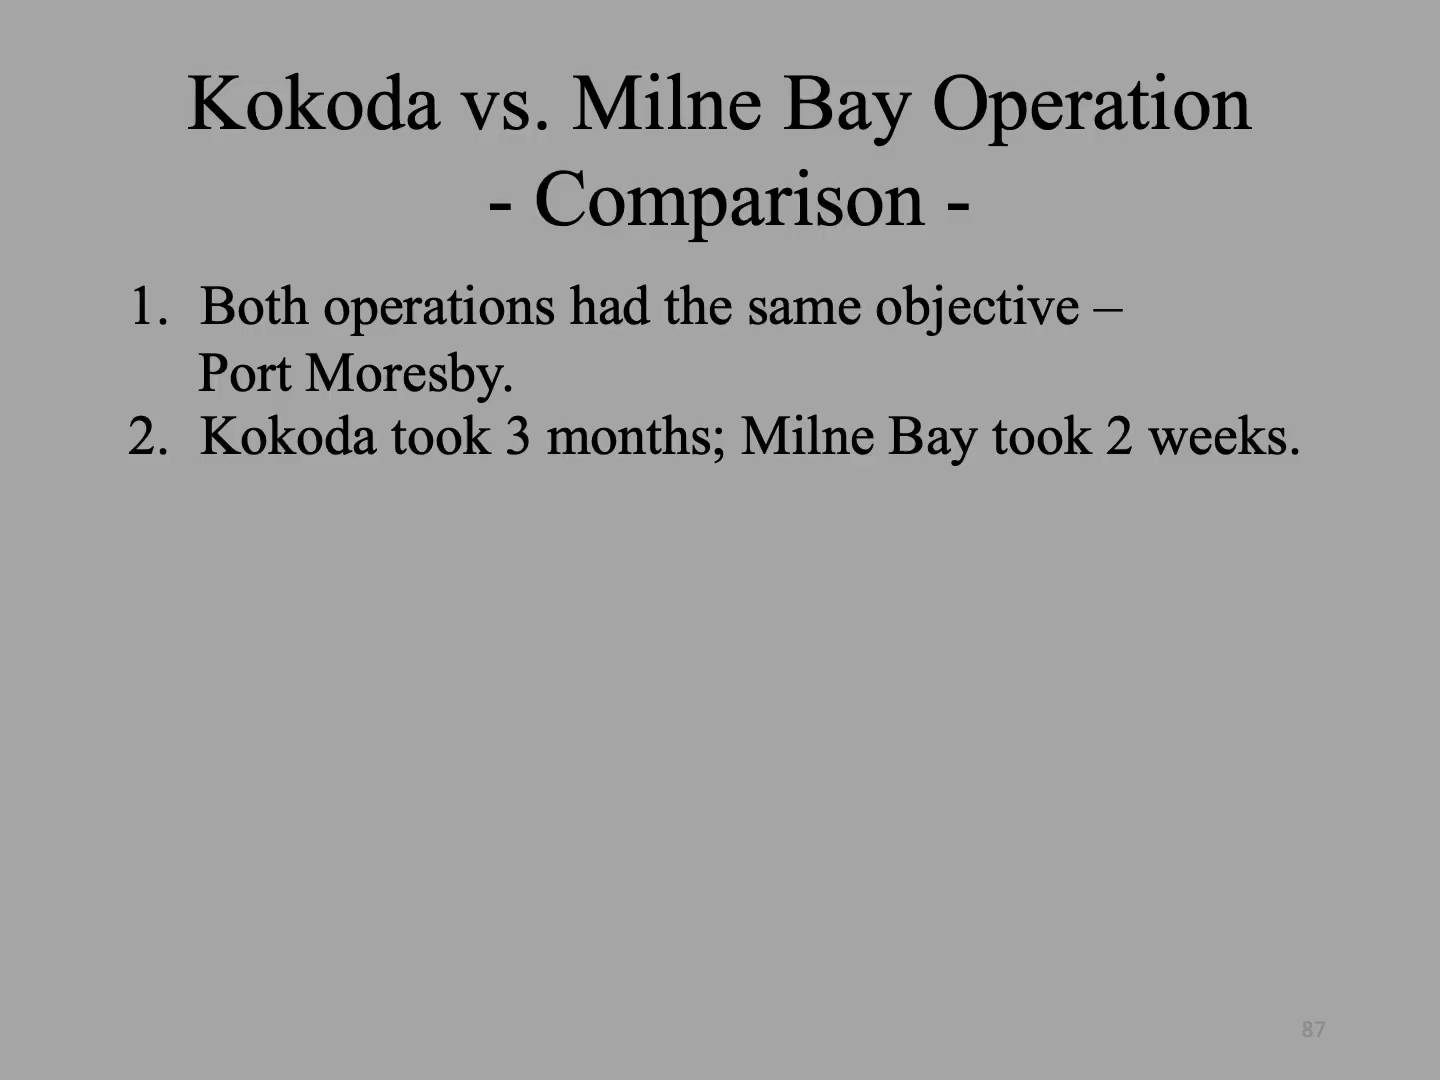 Kokoda vs. Milne Bay Operation
- Comparison -
1. Both operations had the same objective –
Port Moresby.
2. Kokoda took 3 months; Milne Bay took 2 weeks.
87